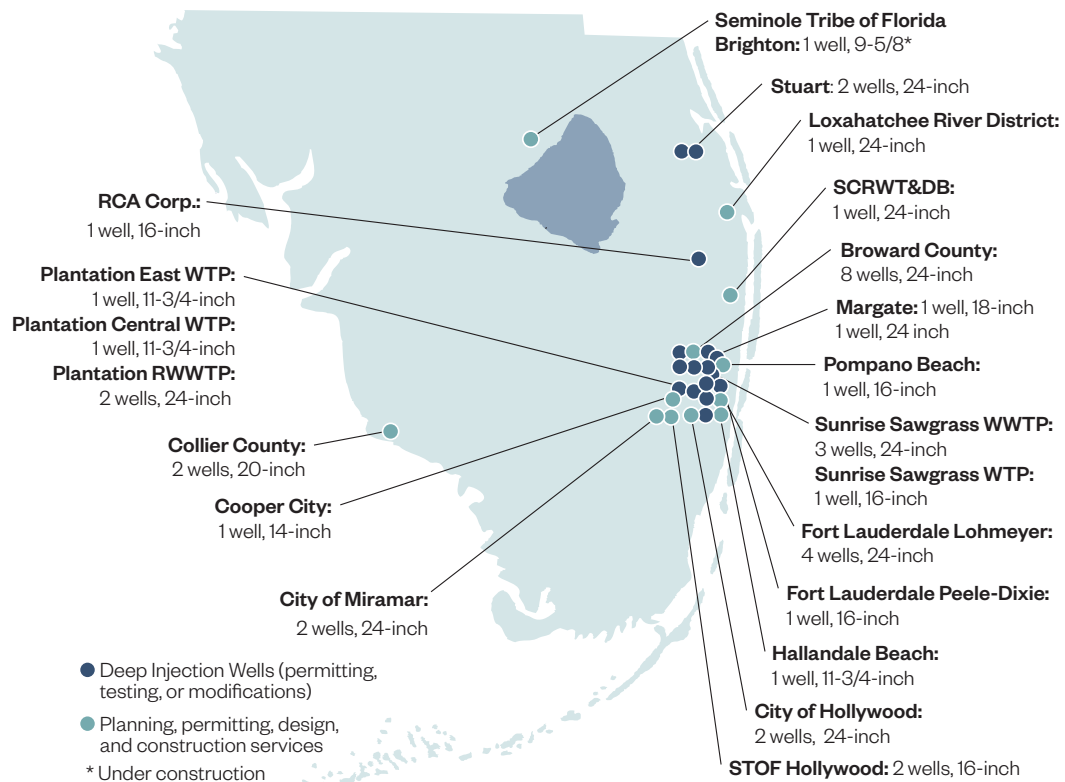 Seminole Tribe of Florida
Brighton: 1 well, 9-5/8*
Stuart: 2 wells, 24-inch
Loxahatchee River District:
1 well, 24-inch
SCRWT&DB:
1 well, 24-inch
Broward County:
8 wells, 24-inch
Margate: 1 well, 18-inch
1 well, 24 inch
Pompano Beach:
1 well, 16-inch
Sunrise Sawgrass WWTP:
3 wells, 24-inch
Sunrise Sawgrass WTP:
1 well, 16-inch
Fort Lauderdale Lohmeyer:
4 wells, 24-inch
Fort Lauderdale Peele-Dixie:
1 well, 16-inch
Hallandale Beach:
1 well, 11-3/4-inch
City of Hollywood:
2 wells, 24-inch
STOF Hollywood: 2 wells, 16-inch
RCA Corp.:
1 well, 16-inch
Plantation East WTP:
1 well, 11-3/4-inch
Plantation Central WTP:
1 well, 11-3/4-inch
Plantation RWWTP:
2 wells, 24-inch
Collier County:
2 wells, 20-inch
Cooper City:
1 well, 14-inch
City of Miramar:
2 wells, 24-inch
Deep Injection Wells (permitting,
testing, or modifications)
Planning, permitting, design,
and construction services
* Under construction